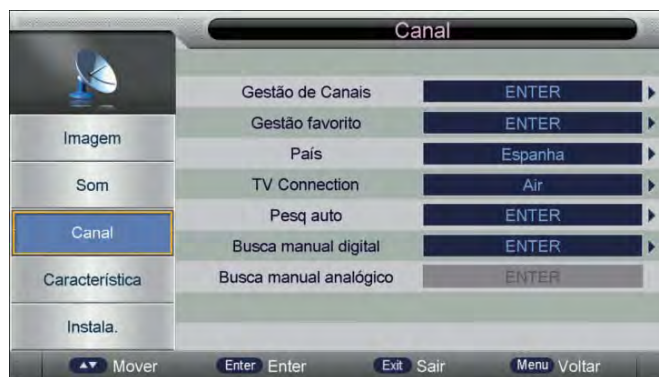 Canal
Imagem
Som
Canal
Característica
Instala.
Gestão de Canais ENTER
Gestão favorito ENTER
País Espanha
TV Connection Air
Pesq auto ENTER
Busca manual digital ENTER
Busca manual analógico ENTER
Mover Enter Enter Exit Sair Menu Voltar